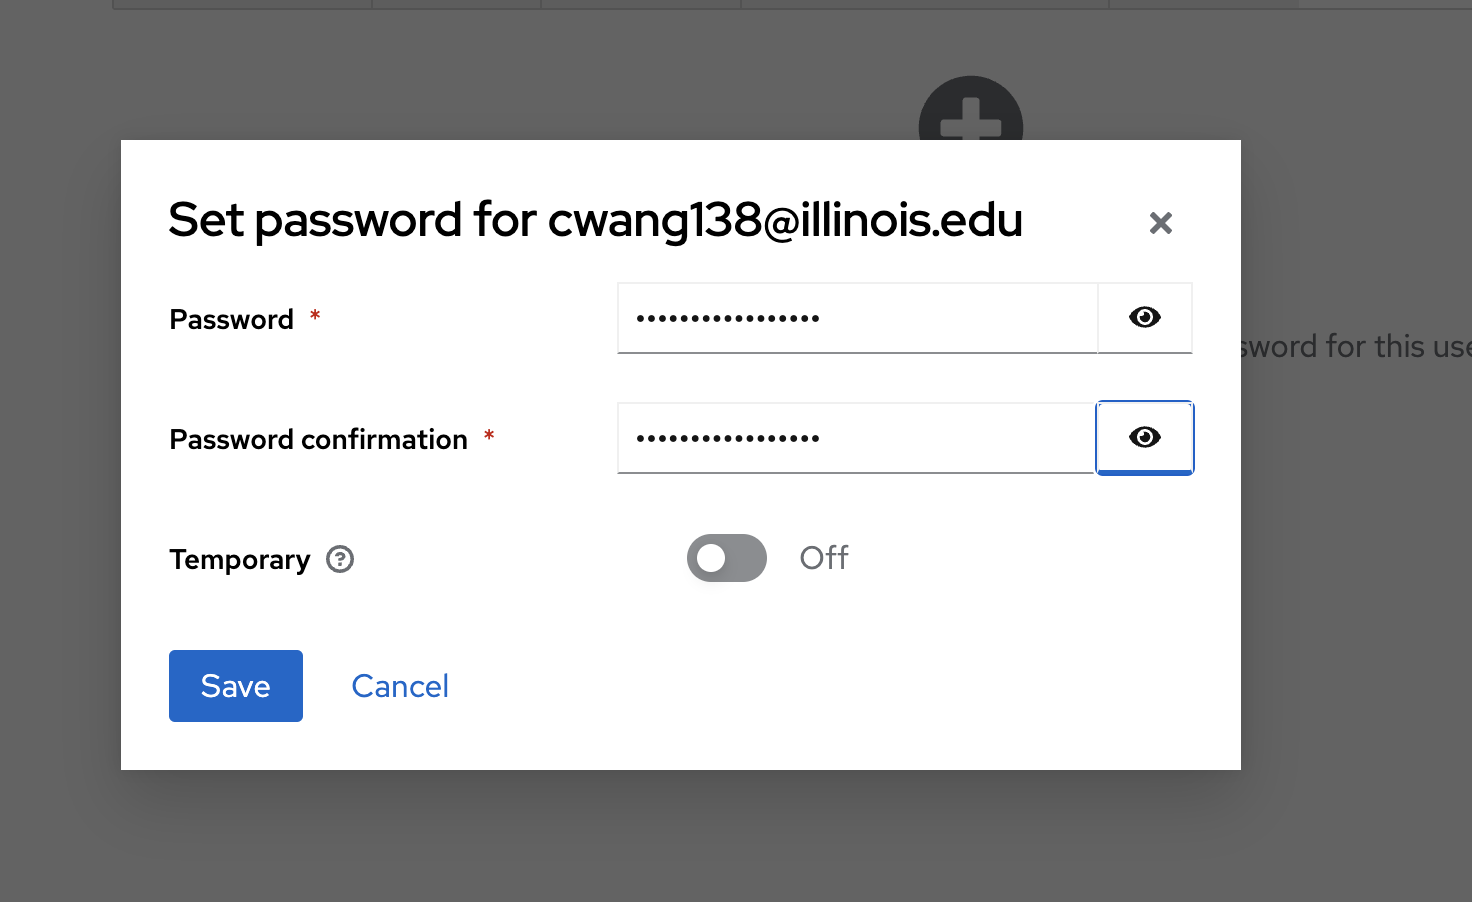 Set password for cwang138@illinois.edu
Password *
•••••••••••••••••
sword for this use
Password confirmation *
•••••••••••••••••
Temporary ?
Off
Save
Cancel